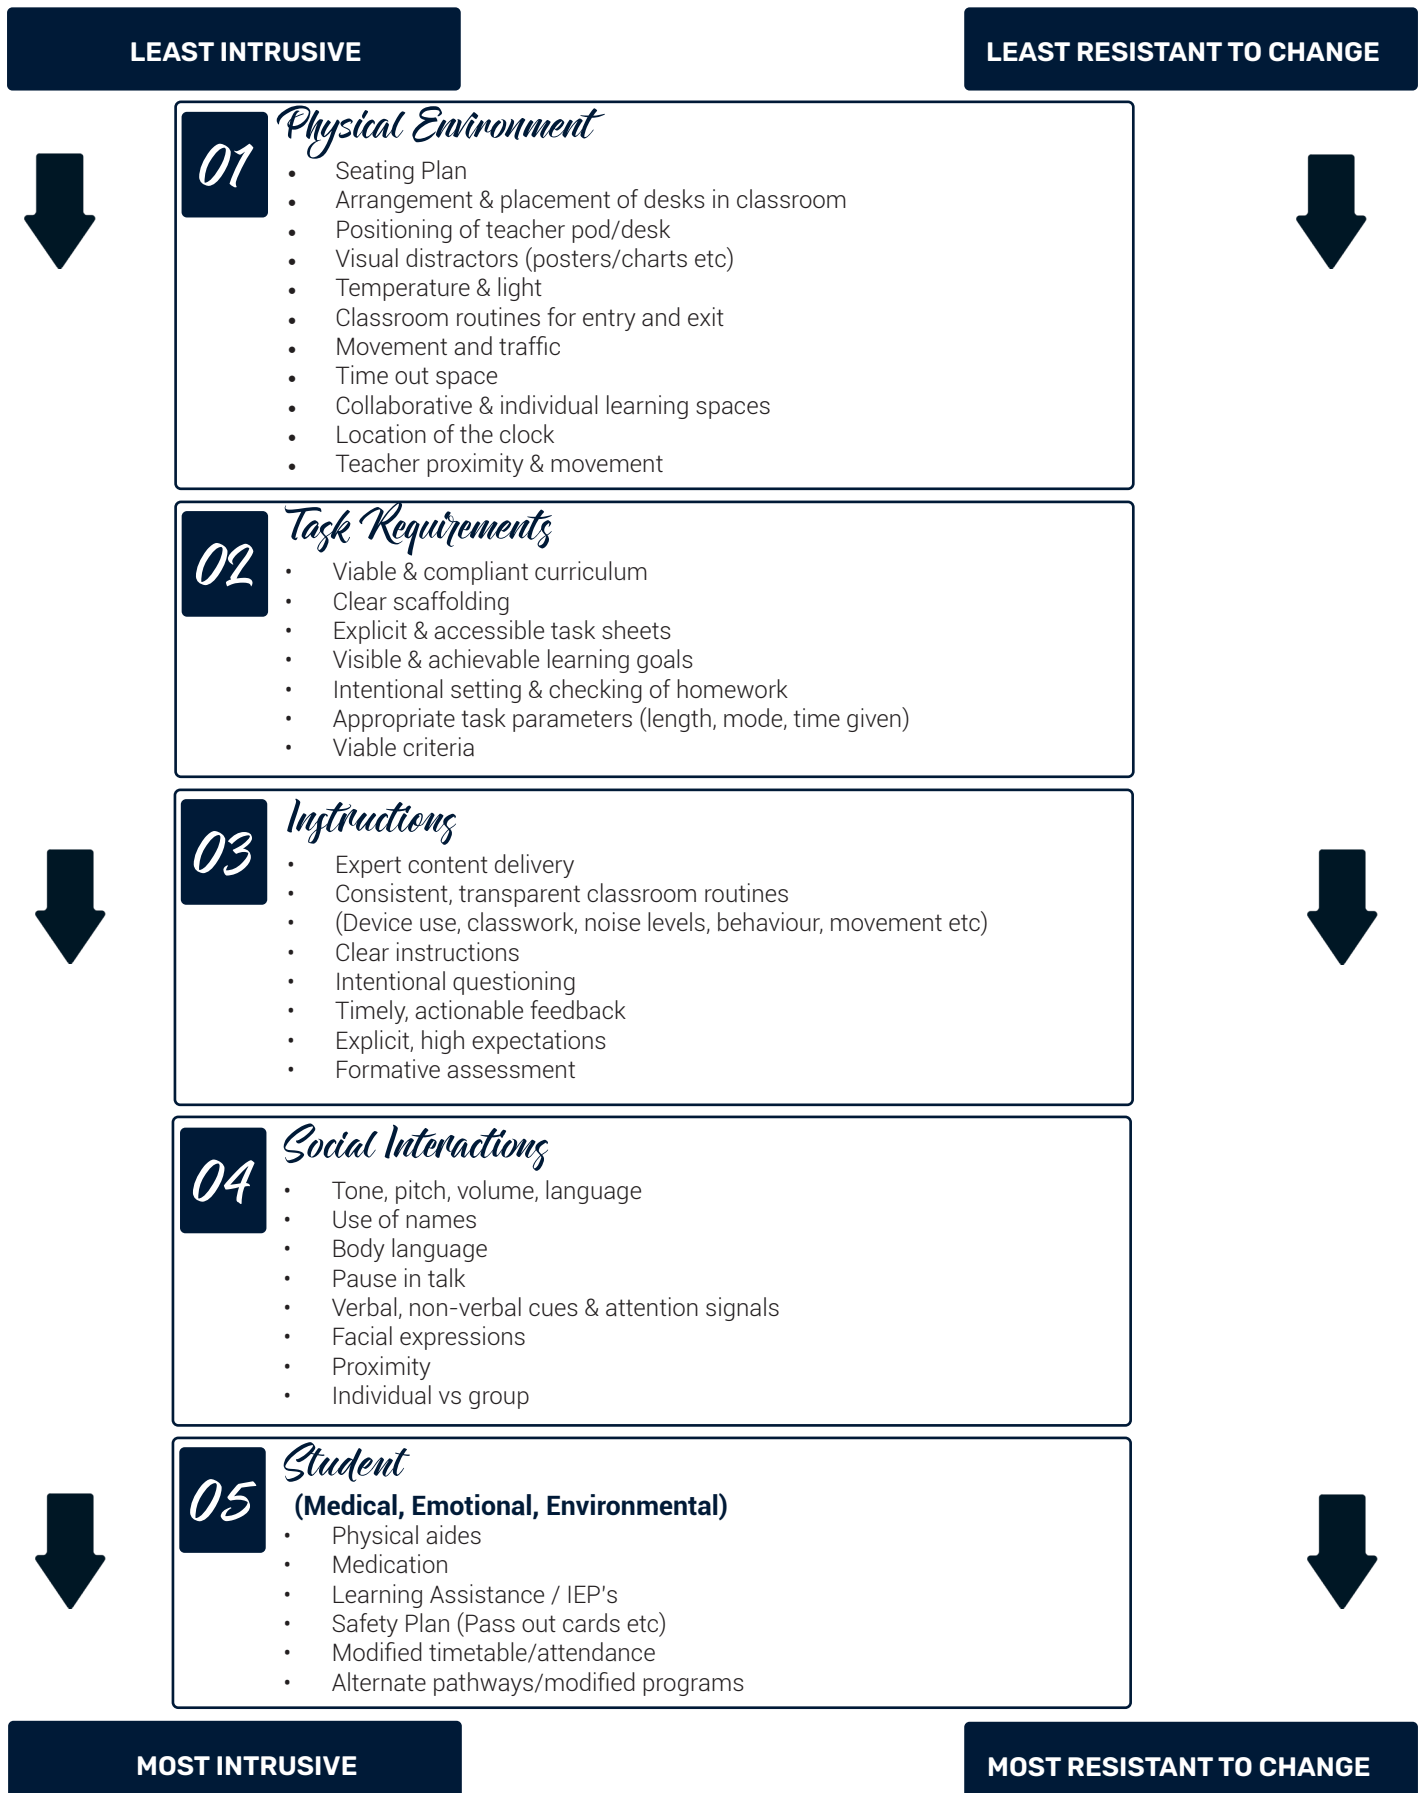 LEAST INTRUSIVE
LEAST RESISTANT TO CHANGE
01
Physical Environment
• Seating Plan
• Arrangement & placement of desks in classroom
• Positioning of teacher pod/desk
• Visual distractors (posters/charts etc)
• Temperature & light
• Classroom routines for entry and exit
• Movement and traffic
• Time out space
• Collaborative & individual learning spaces
• Location of the clock
• Teacher proximity & movement
02
Task Requirements
• Viable & compliant curriculum
• Clear scaffolding
• Explicit & accessible task sheets
• Visible & achievable learning goals
• Intentional setting & checking of homework
• Appropriate task parameters (length, mode, time given)
• Viable criteria
03
Instructions
• Expert content delivery
• Consistent, transparent classroom routines
• (Device use, classwork, noise levels, behaviour, movement etc)
• Clear instructions
• Intentional questioning
• Timely, actionable feedback
• Explicit, high expectations
• Formative assessment
04
Social Interactions
• Tone, pitch, volume, language
• Use of names
• Body language
• Pause in talk
• Verbal, non-verbal cues & attention signals
• Facial expressions
• Proximity
• Individual vs group
05
Student
(Medical, Emotional, Environmental)
• Physical aides
• Medication
• Learning Assistance / IEP's
• Safety Plan (Pass out cards etc)
• Modified timetable/attendance
• Alternate pathways/modified programs
MOST INTRUSIVE
MOST RESISTANT TO CHANGE